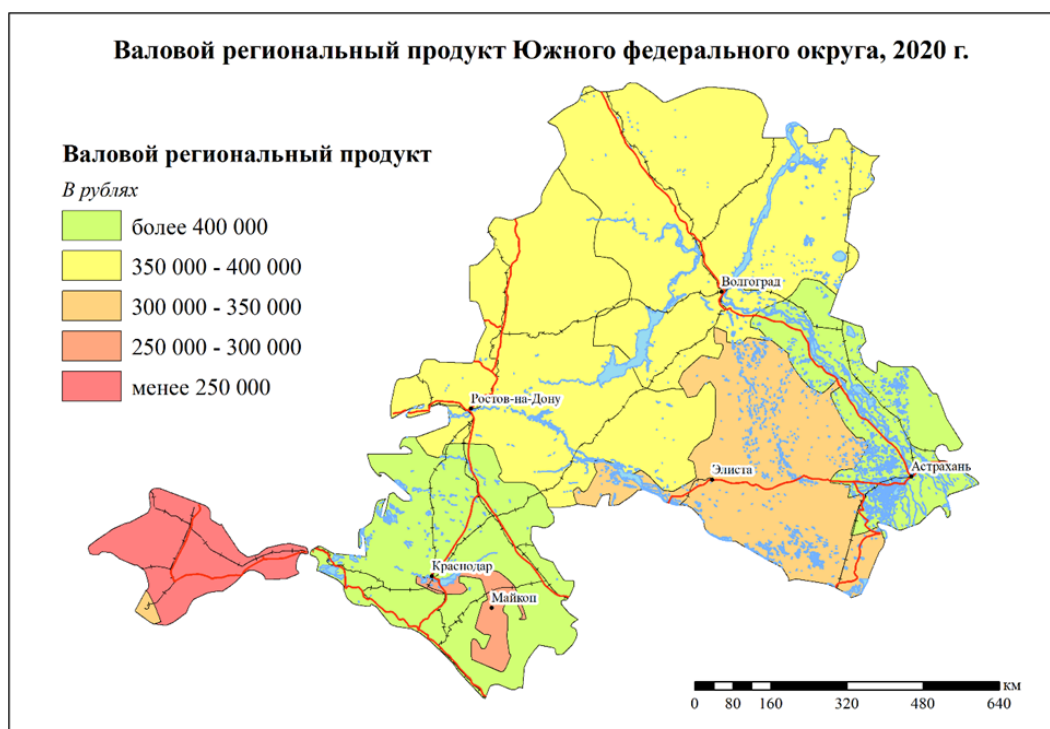 Валовой региональный продукт Южного федерального округа, 2020 г.
Валовой региональный продукт
В рублях
более 400 000
350 000 - 400 000
300 000 - 350 000
250 000 - 300 000
менее 250 000
Волгоград
Ростов-на-Дону
Элиста
Астрахань
Краснодар
Майкоп
км
0 80 160 320 480 640